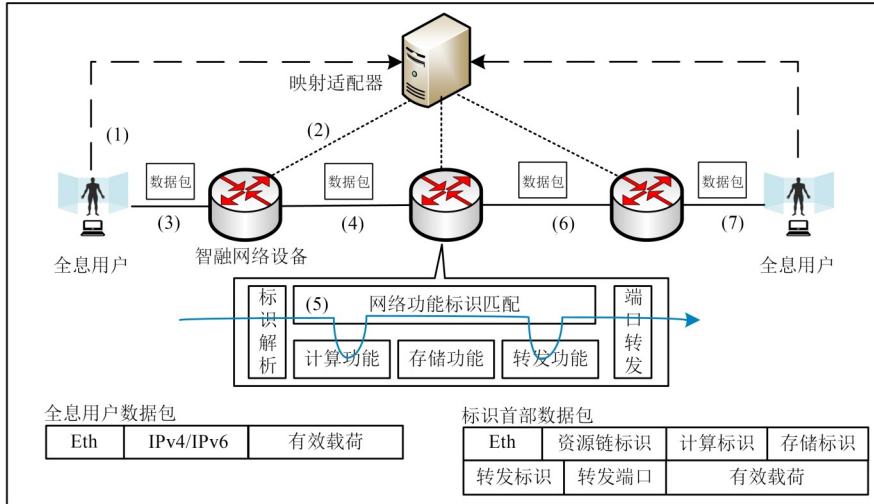 映射适配器
(1)
(2)
数据包
数据包
数据包
数据包
(3)
(4)
(6)
(7)
全息用户
智融网络设备
全息用户
标识解析
(5)
网络功能标识匹配
端口转发
计算功能
存储功能
转发功能
全息用户数据包
Eth
IPv4/IPv6
有效载荷
标识首部数据包
Eth
资源链标识
计算标识
存储标识
转发标识
转发端口
有效载荷